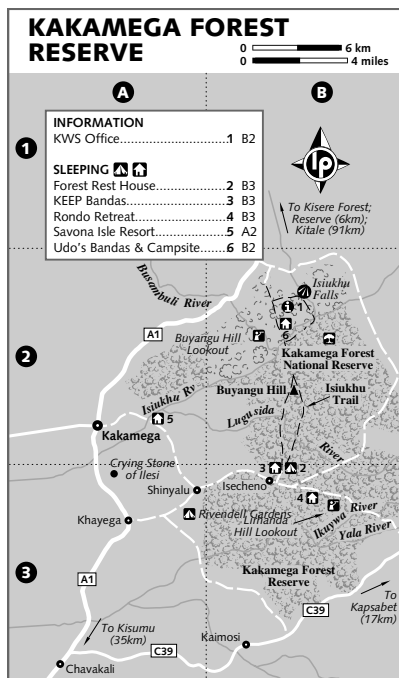 KAKAMEGA FOREST
RESERVE
0 6 km
0 4 miles
A
B
1
INFORMATION
KWS Office..............................1 B2
SLEEPING
Forest Rest House...................2 B3
KEEP Bandas...........................3 B3
Rondo Retreat.........................4 B3
Savona Isle Resort...................5 A2
Udo's Bandas & Campsite.......6 B2
lp
To Kisere Forest;
Reserve (6km);
Kitale (91km)
Busambuli River
Isiukhu
Falls
1
A1
Buyangu Hill
Lookout
6
2
Kakamega Forest
National Reserve
Isiukhu Rv
Buyangu Hill
Isiukhu
Trail
5
Lugusida
River
Kakamega
Crying Stone
of Ilesi
3
2
Isecheno
Shinyalu
4
Rivendell Gardens
Ikuywa River
Khayega
Lirhanda
Hill Lookout
Yala River
3
Kakamega Forest
Reserve
A1
To
Kapsabet
(17km)
C39
To Kisumu
(35km)
Kaimosi
C39
Chavakali